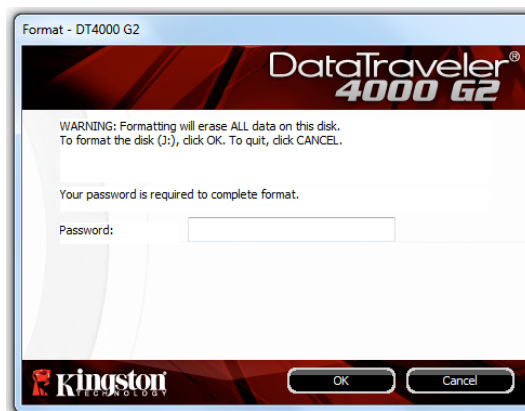 Format - DT4000 G2
DataTraveler®
4000 G2
WARNING: Formatting will erase ALL data on this disk.
To format the disk (J:), click OK. To quit, click CANCEL.
Your password is required to complete format.
Password:
Kingston
TECHNOLOGY
OK
Cancel